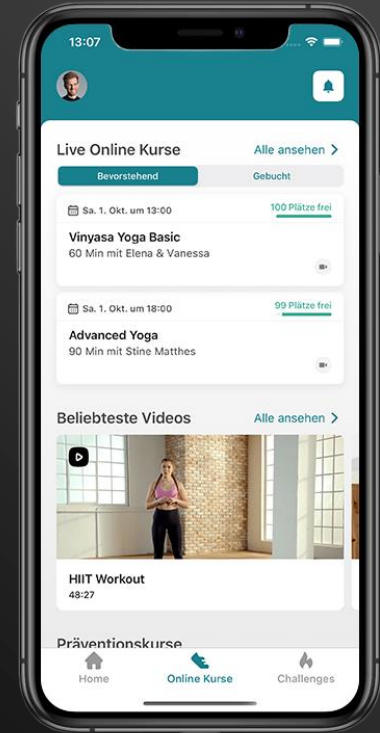 13:07
Live Online Kurse
Alle ansehen
Bevorstehend
Gebucht
Sa. 1. Okt. um 13:00
100 Plätze frei
Vinyasa Yoga Basic
60 Min mit Elena & Vanessa
Sa. 1. Okt. um 18:00
99 Plätze frei
Advanced Yoga
90 Min mit Stine Matthes
Beliebteste Videos
Alle ansehen
HIIT Workout
48:27
Präventionskurse
Home
Online Kurse
Challenges